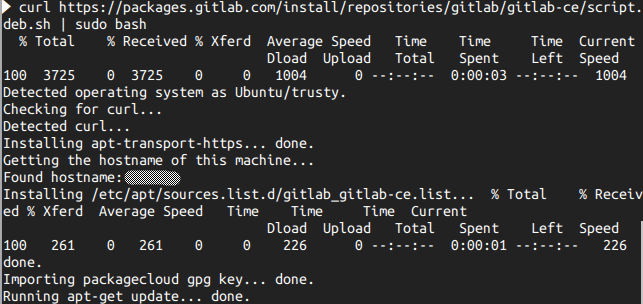 curl https://packages.gitlab.com/install/repositories/gitlab/gitlab-ce/script.
deb.sh | sudo bash
% Total % Received % Xferd Average Speed Time Time Time Current
Dload Upload Total Spent Left Speed
100 3725 0 3725 0 0 1004 0 --:--:-- 0:00:03 --:--:-- 1004
Detected operating system as Ubuntu/trusty.
Checking for curl...
Detected curl...
Installing apt-transport-https... done.
Getting the hostname of this machine...
Found hostname:
Installing /etc/apt/sources.list.d/gitlab_gitlab-ce.list... % Total % Receiv
ed % Xferd Average Speed Time Time Time Current
Dload Upload Total Spent Left Speed
100 261 0 261 0 0 226 0 --:--:-- 0:00:01 --:--:-- 226
done.
Importing packagecloud gpg key... done.
Running apt-get update... done.